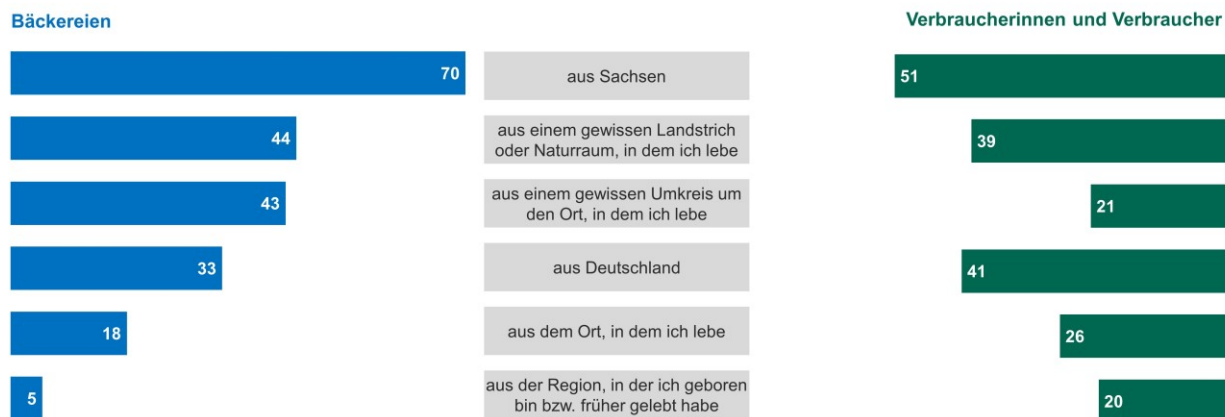 Bäckereien
Verbraucherinnen und Verbraucher
70
aus Sachsen
51
44
aus einem gewissen Landstrich
oder Naturraum, in dem ich lebe
39
43
aus einem gewissen Umkreis um
den Ort, in dem ich lebe
21
33
aus Deutschland
41
18
aus dem Ort, in dem ich lebe
26
5
aus der Region, in der ich geboren
bin bzw. früher gelebt habe
20